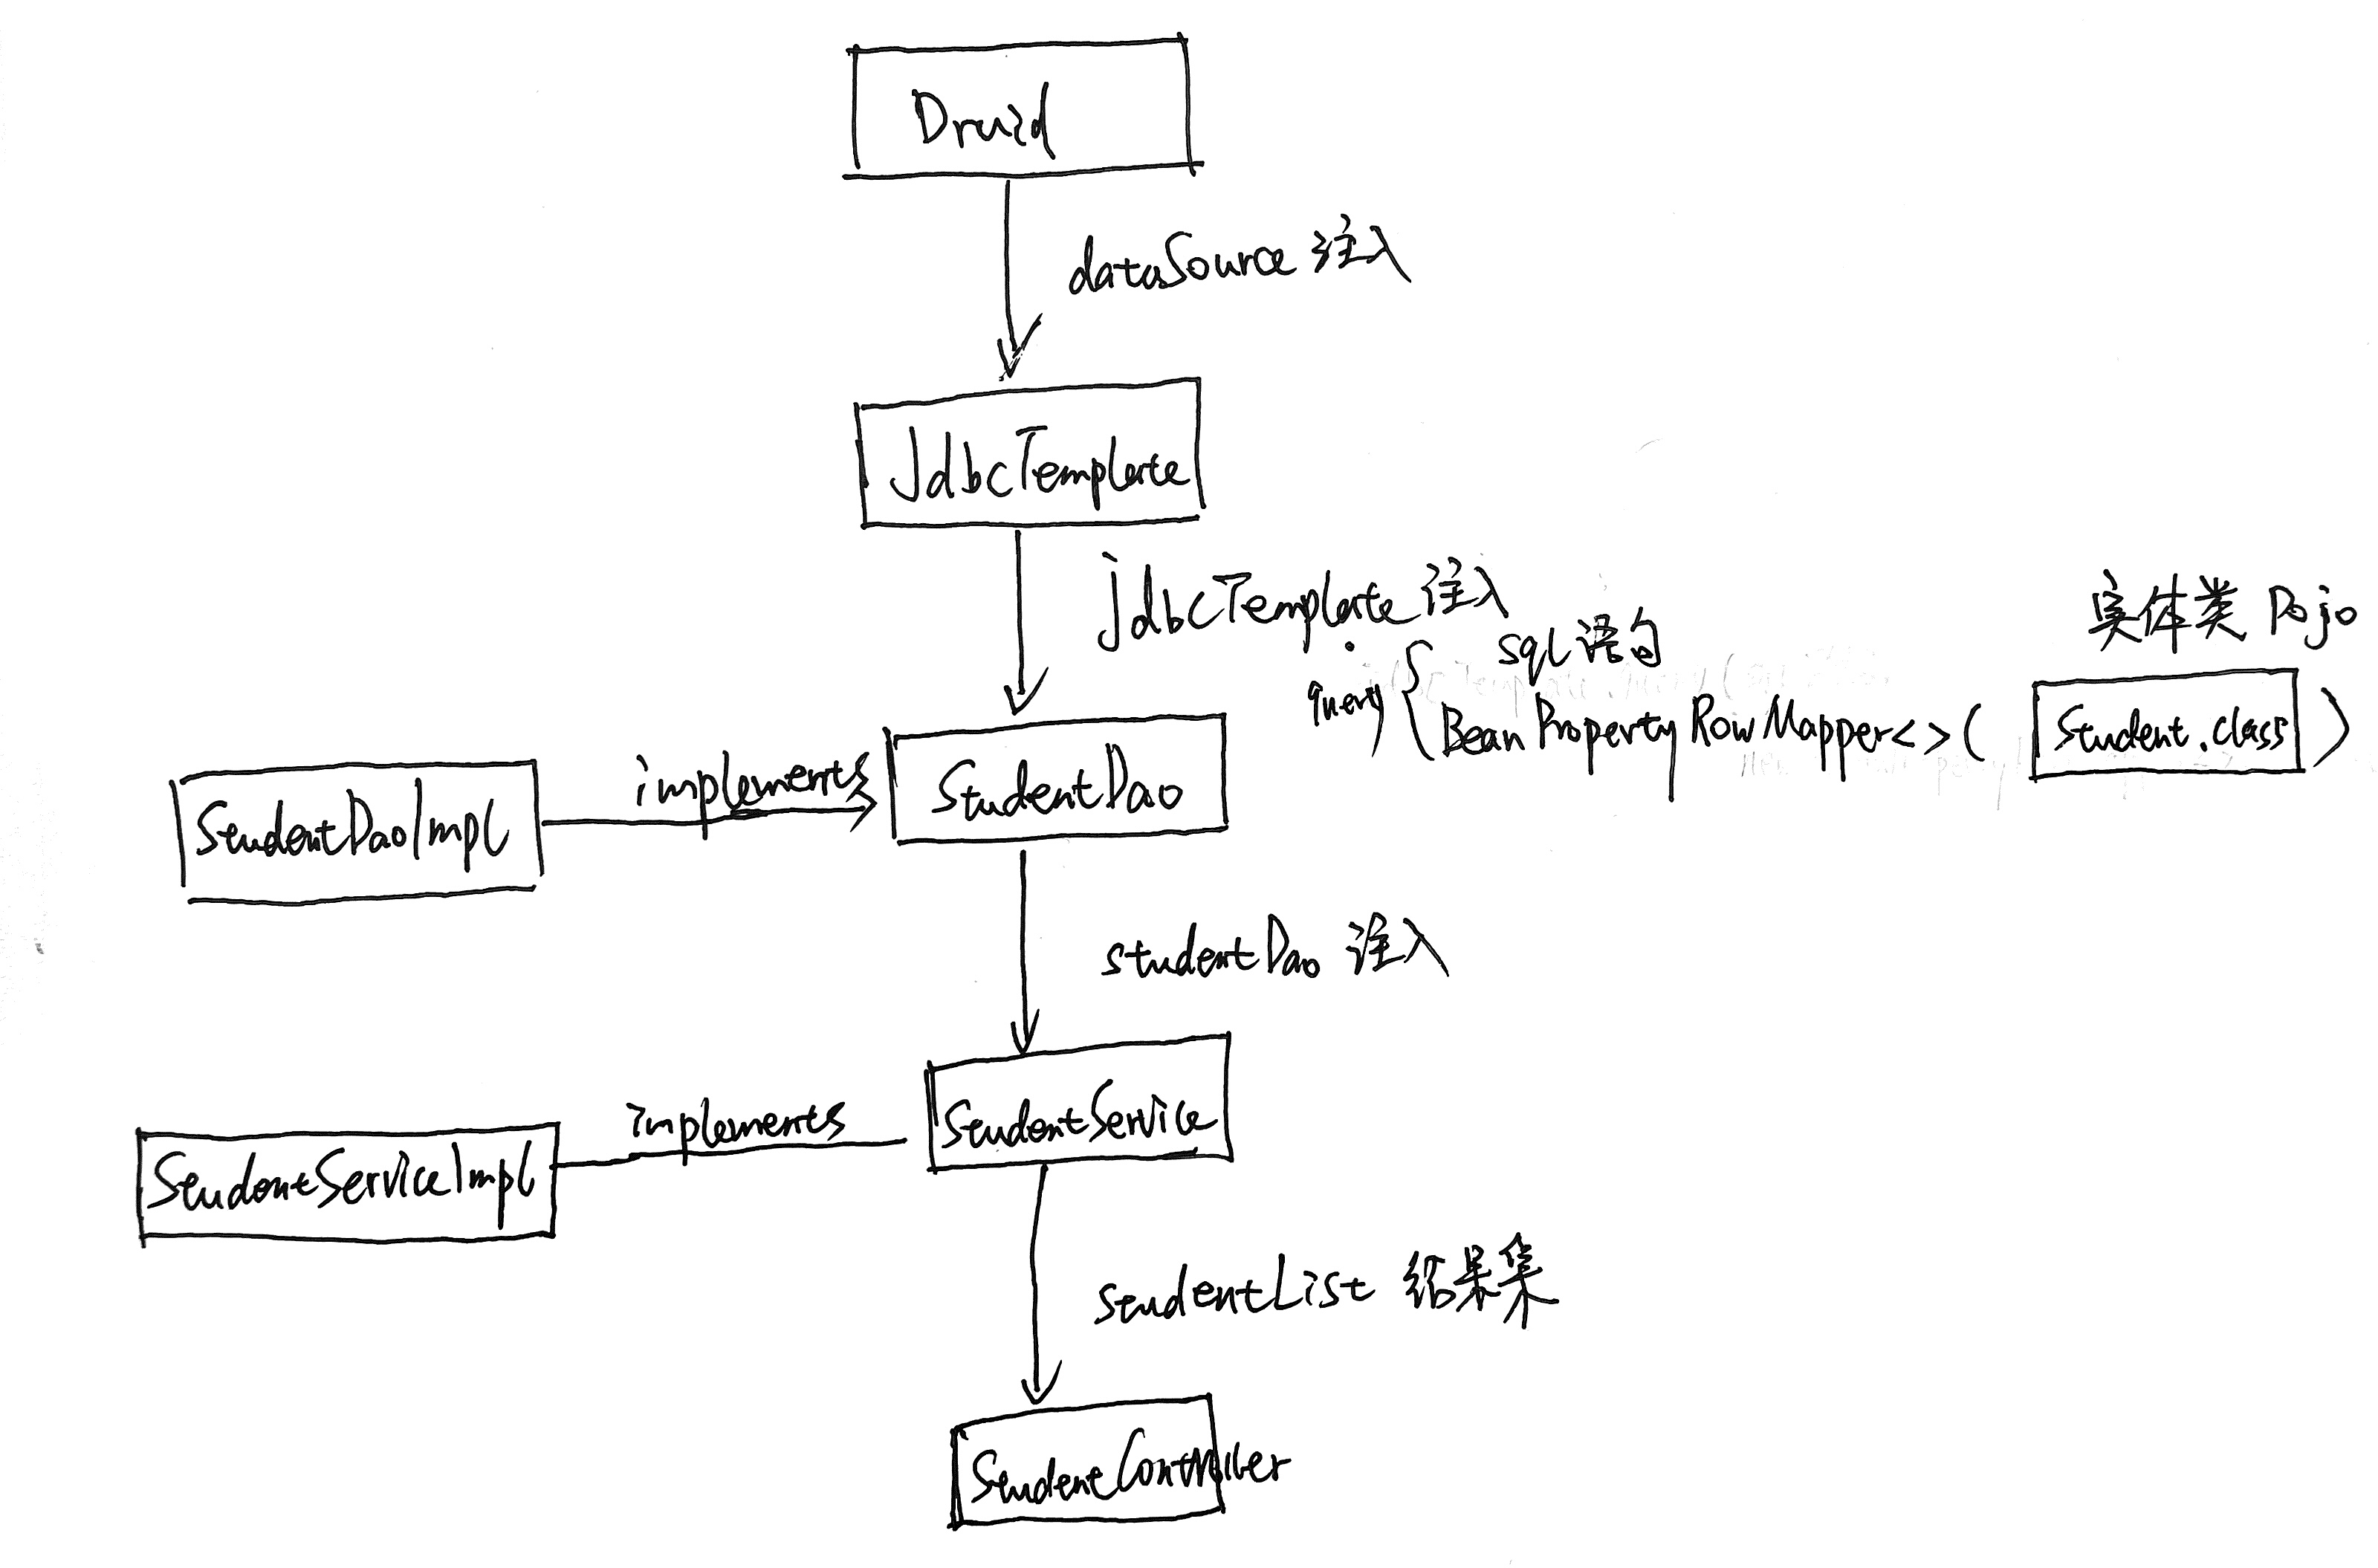 Druid
dataSource 注入
JdbcTemplate
jdbcTemplate 注入
实体类 Pojo
. query { sql语句
BeanPropertyRowMapper<>( Student.class )
implements
StudentDao
StudentDaoImpl
studentDao 注入
implements
StudentService
StudentServiceImpl
studentList 结果集
StudentController